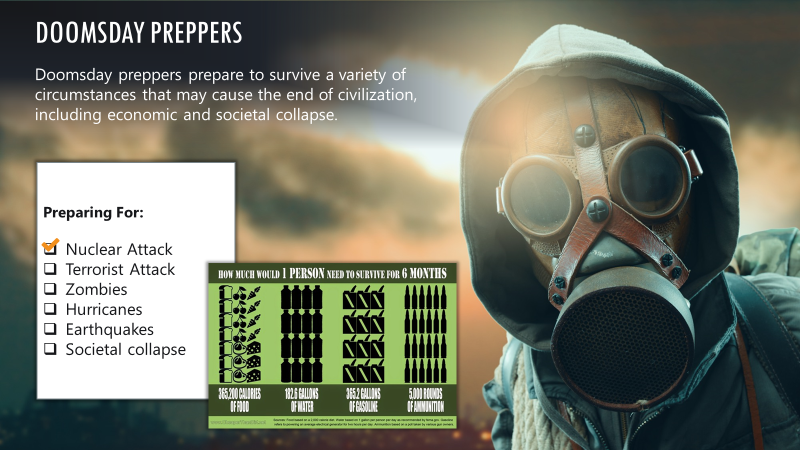 DOOMSDAY PREPPERS
Doomsday preppers prepare to survive a variety of
circumstances that may cause the end of civilization,
including economic and societal collapse.
Preparing For:
Nuclear Attack
Terrorist Attack
Zombies
Hurricanes
Earthquakes
Societal collapse
HOW MUCH WOULD 1 PERSON NEED TO SURVIVE FOR 6 MONTHS
365,200 CALORIES
OF FOOD
182.6 GALLONS
OF WATER
365.2 GALLONS
OF GASOLINE
5,000 ROUNDS
OF AMMUNITION